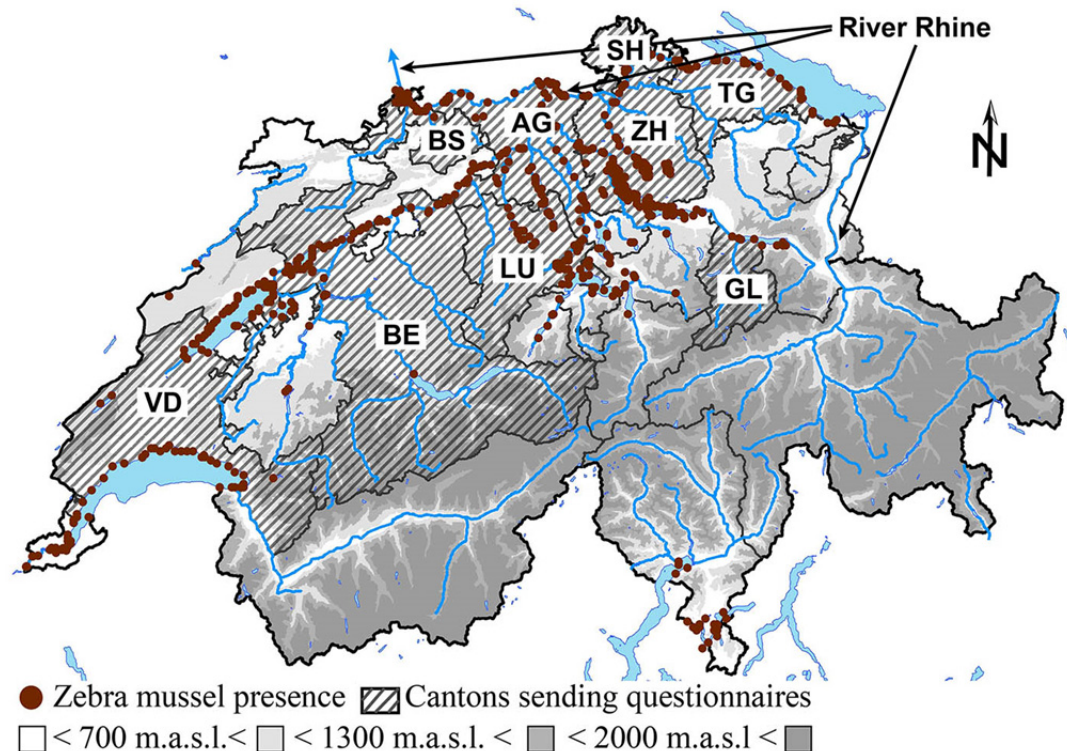 River Rhine
SH
TG
BS
AG
ZH
N
LU
GL
BE
VD
Zebra mussel presence
Cantons sending questionnaires
< 700 m.a.s.l.< < 1300 m.a.s.l. < < 2000 m.a.s.l <